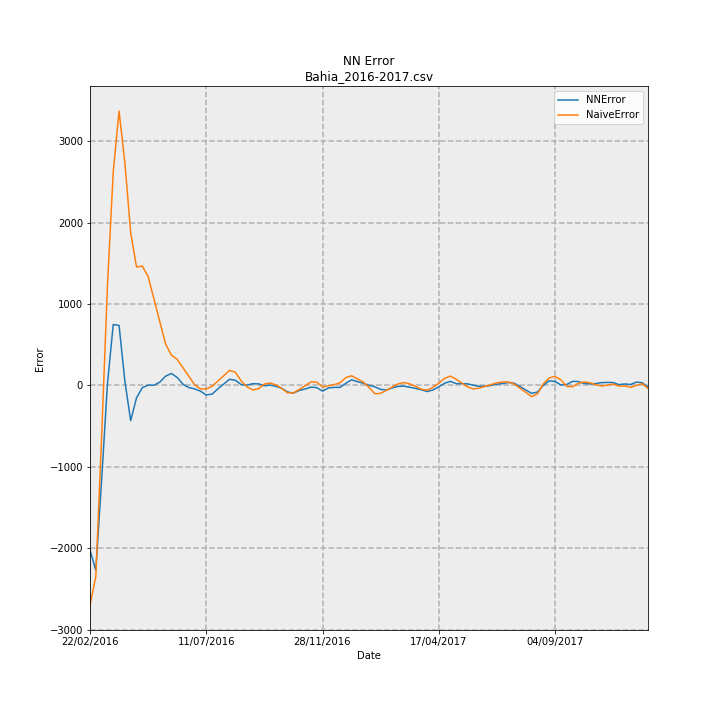 NN Error
Bahia_2016-2017.csv
NNError
NaiveError
3000
2000
1000
0
−1000
−2000
−3000
Error
22/02/2016
11/07/2016
28/11/2016
17/04/2017
04/09/2017
Date